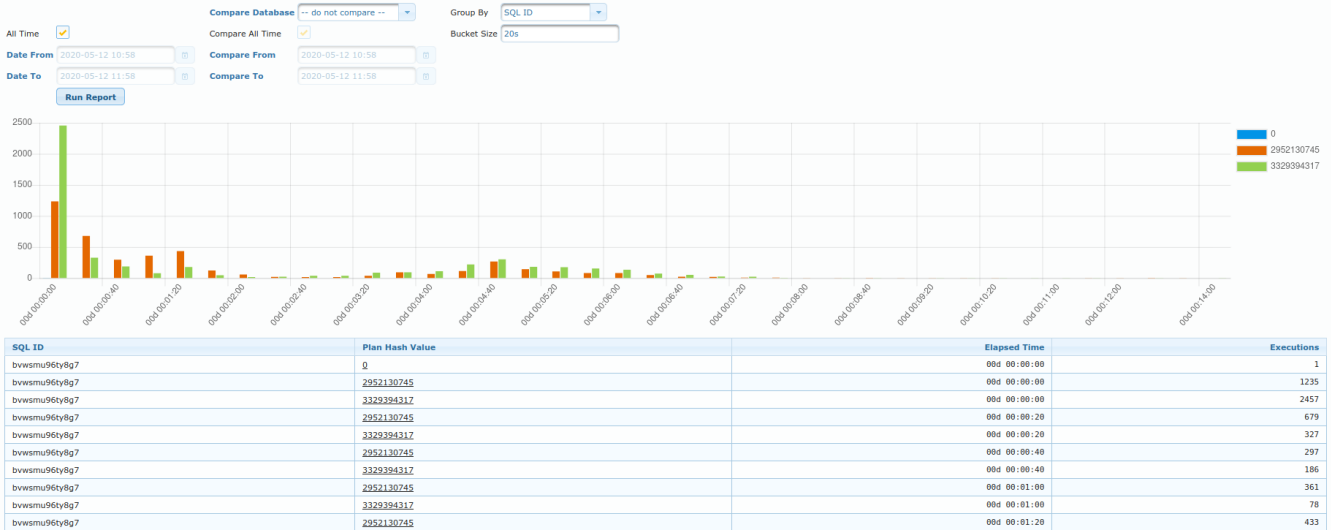 Compare Database -- do not compare -- Group By SQL ID
All Time Compare All Time Bucket Size 20s
Date From 2020-05-12 10:58 Compare From 2020-05-12 10:58
Date To 2020-05-12 11:58 Compare To 2020-05-12 11:58
Run Report
2500
2000
1500
1000
500
0
0
2952130745
3329394317
00d 00:00:00 00d 00:00:40 00d 00:01:20 00d 00:02:00 00d 00:02:40 00d 00:03:20 00d 00:04:00 00d 00:04:40 00d 00:05:20 00d 00:06:00 00d 00:06:40 00d 00:07:20 00d 00:08:00 00d 00:08:40 00d 00:09:20 00d 00:10:20 00d 00:11:00 00d 00:12:00 00d 00:14:00
SQL ID Plan Hash Value Elapsed Time Executions
bvwsmu96ty8g7 0 00d 00:00:00 1
bvwsmu96ty8g7 2952130745 00d 00:00:00 1235
bvwsmu96ty8g7 3329394317 00d 00:00:00 2457
bvwsmu96ty8g7 2952130745 00d 00:00:20 679
bvwsmu96ty8g7 3329394317 00d 00:00:20 327
bvwsmu96ty8g7 2952130745 00d 00:00:40 297
bvwsmu96ty8g7 3329394317 00d 00:00:40 186
bvwsmu96ty8g7 2952130745 00d 00:01:00 361
bvwsmu96ty8g7 3329394317 00d 00:01:00 78
bvwsmu96ty8g7 2952130745 00d 00:01:20 433